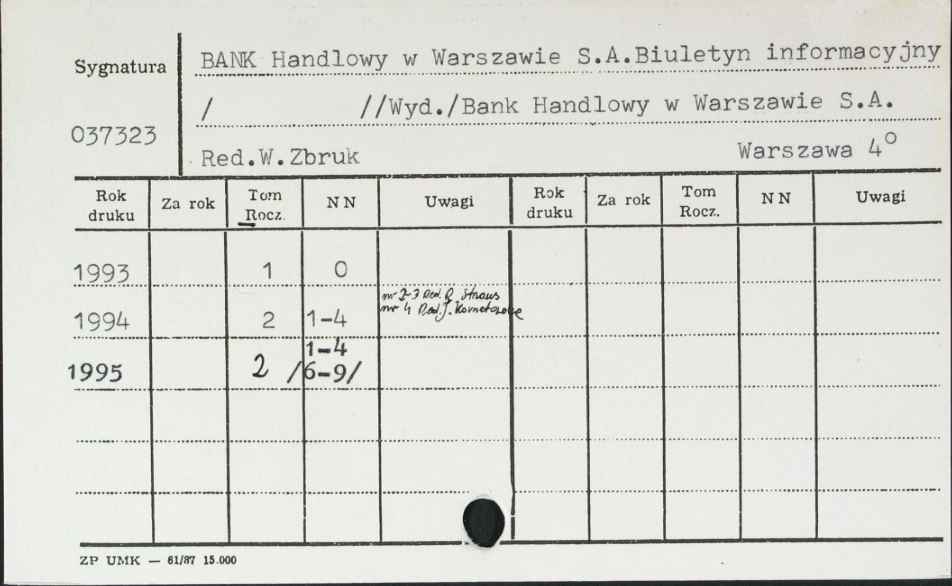 Sygnatura BANK Handlowy w Warszawie S.A.Biuletyn informacyjny
/ //Wyd./Bank Handlowy w Warszawie S.A.
037323
Red.W.Zbruk Warszawa 4°
Rok druku Za rok Tom Rocz. NN Uwagi Rok druku Za rok Tom Rocz. NN Uwagi
1993 1 0
nr 2-3 Red. R. Straus
nr 4 Red. J.
1994 2 1-4
1-4
1995 2 /6-9/
ZP UMK — 61/87 15.000